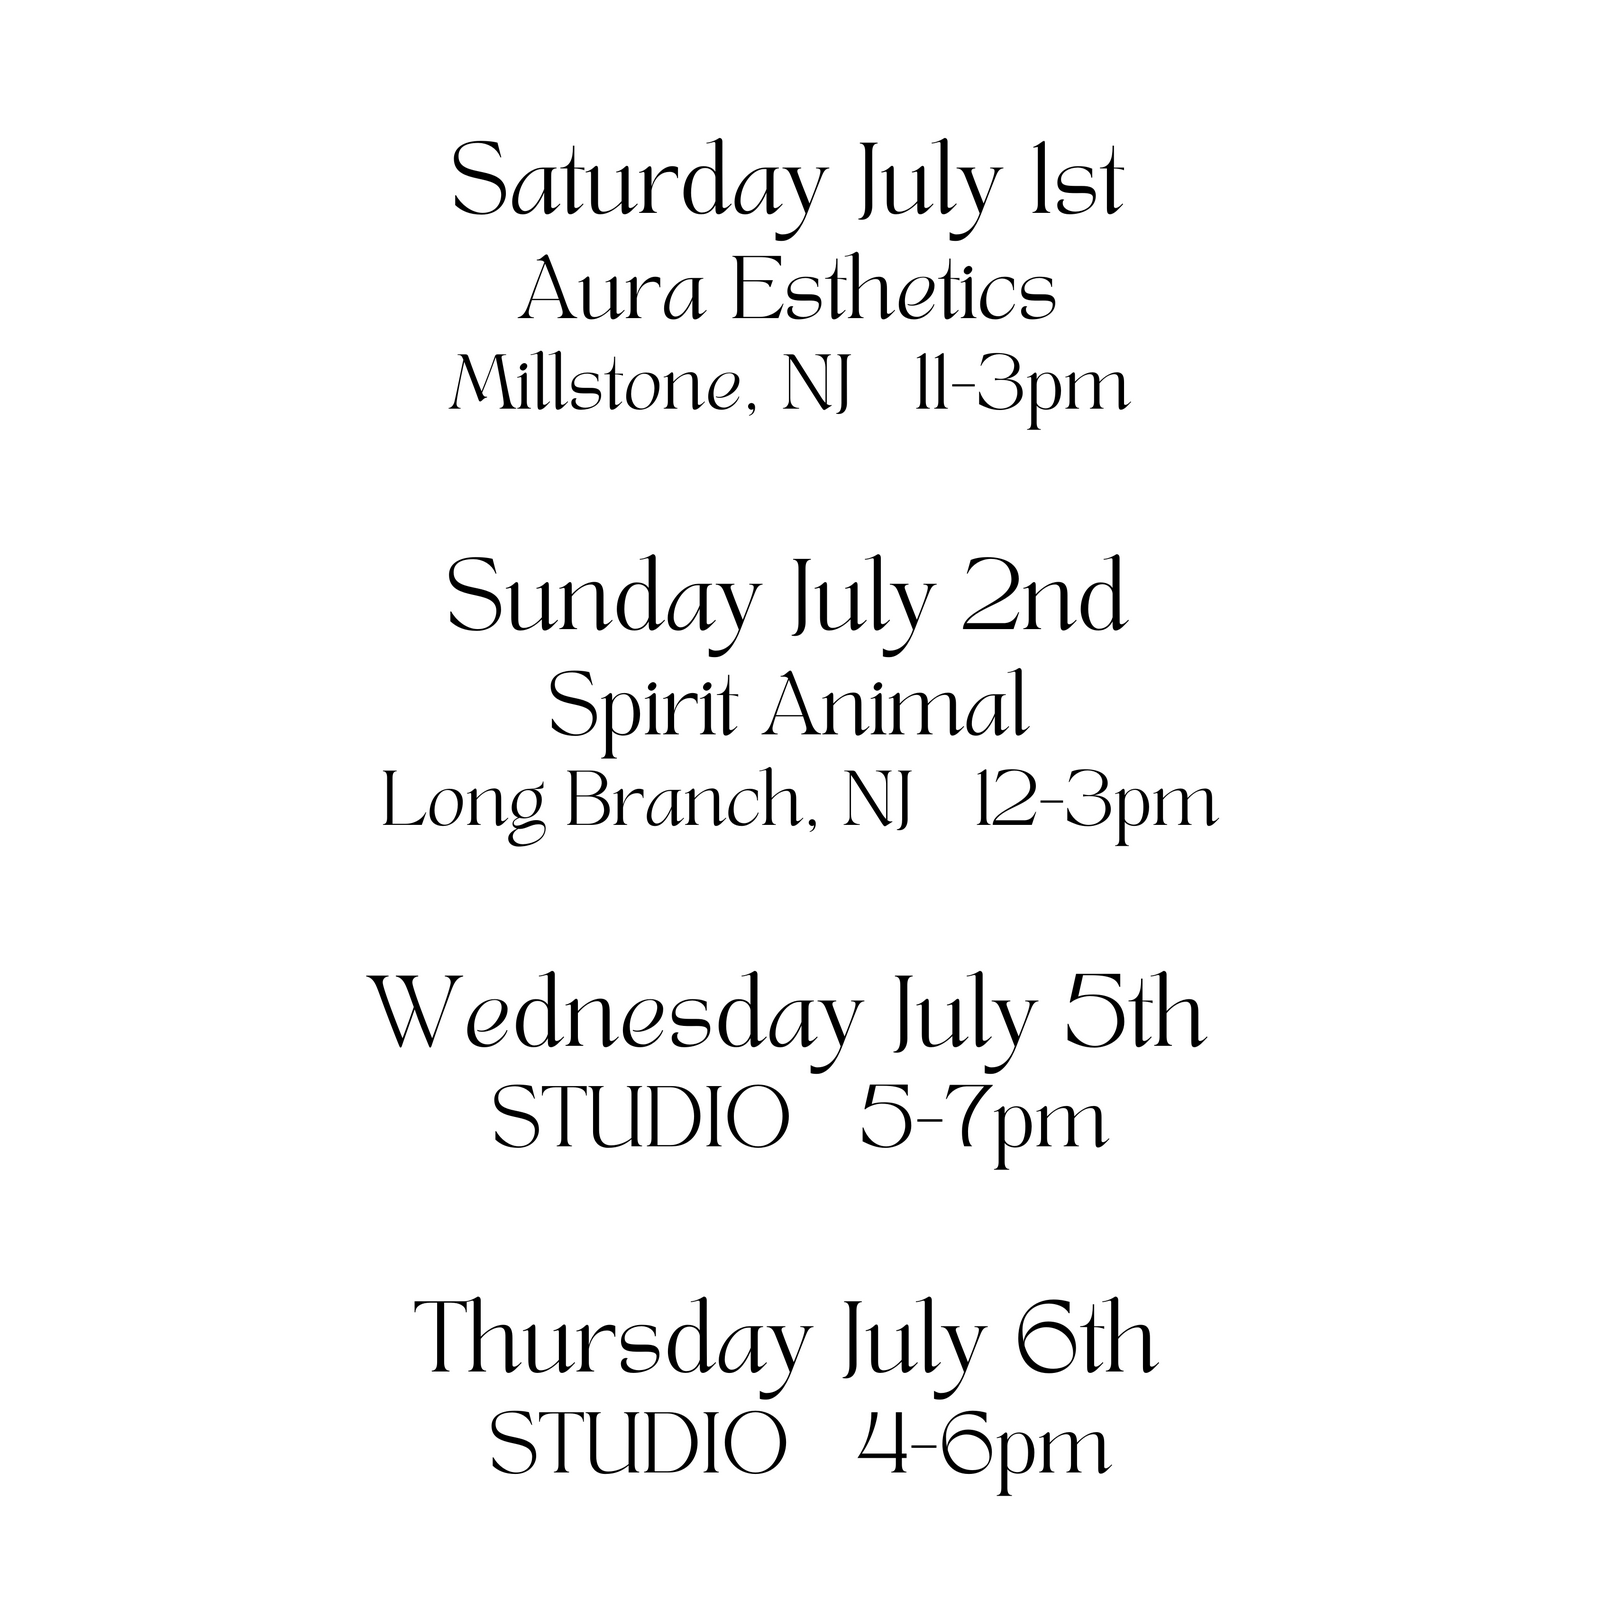 Saturday July 1st
Aura Esthetics
Millstone, NJ 11-3pm
Sunday July 2nd
Spirit Animal
Long Branch, NJ 12-3pm
Wednesday July 5th
STUDIO 5-7pm
Thursday July 6th
STUDIO 4-6pm